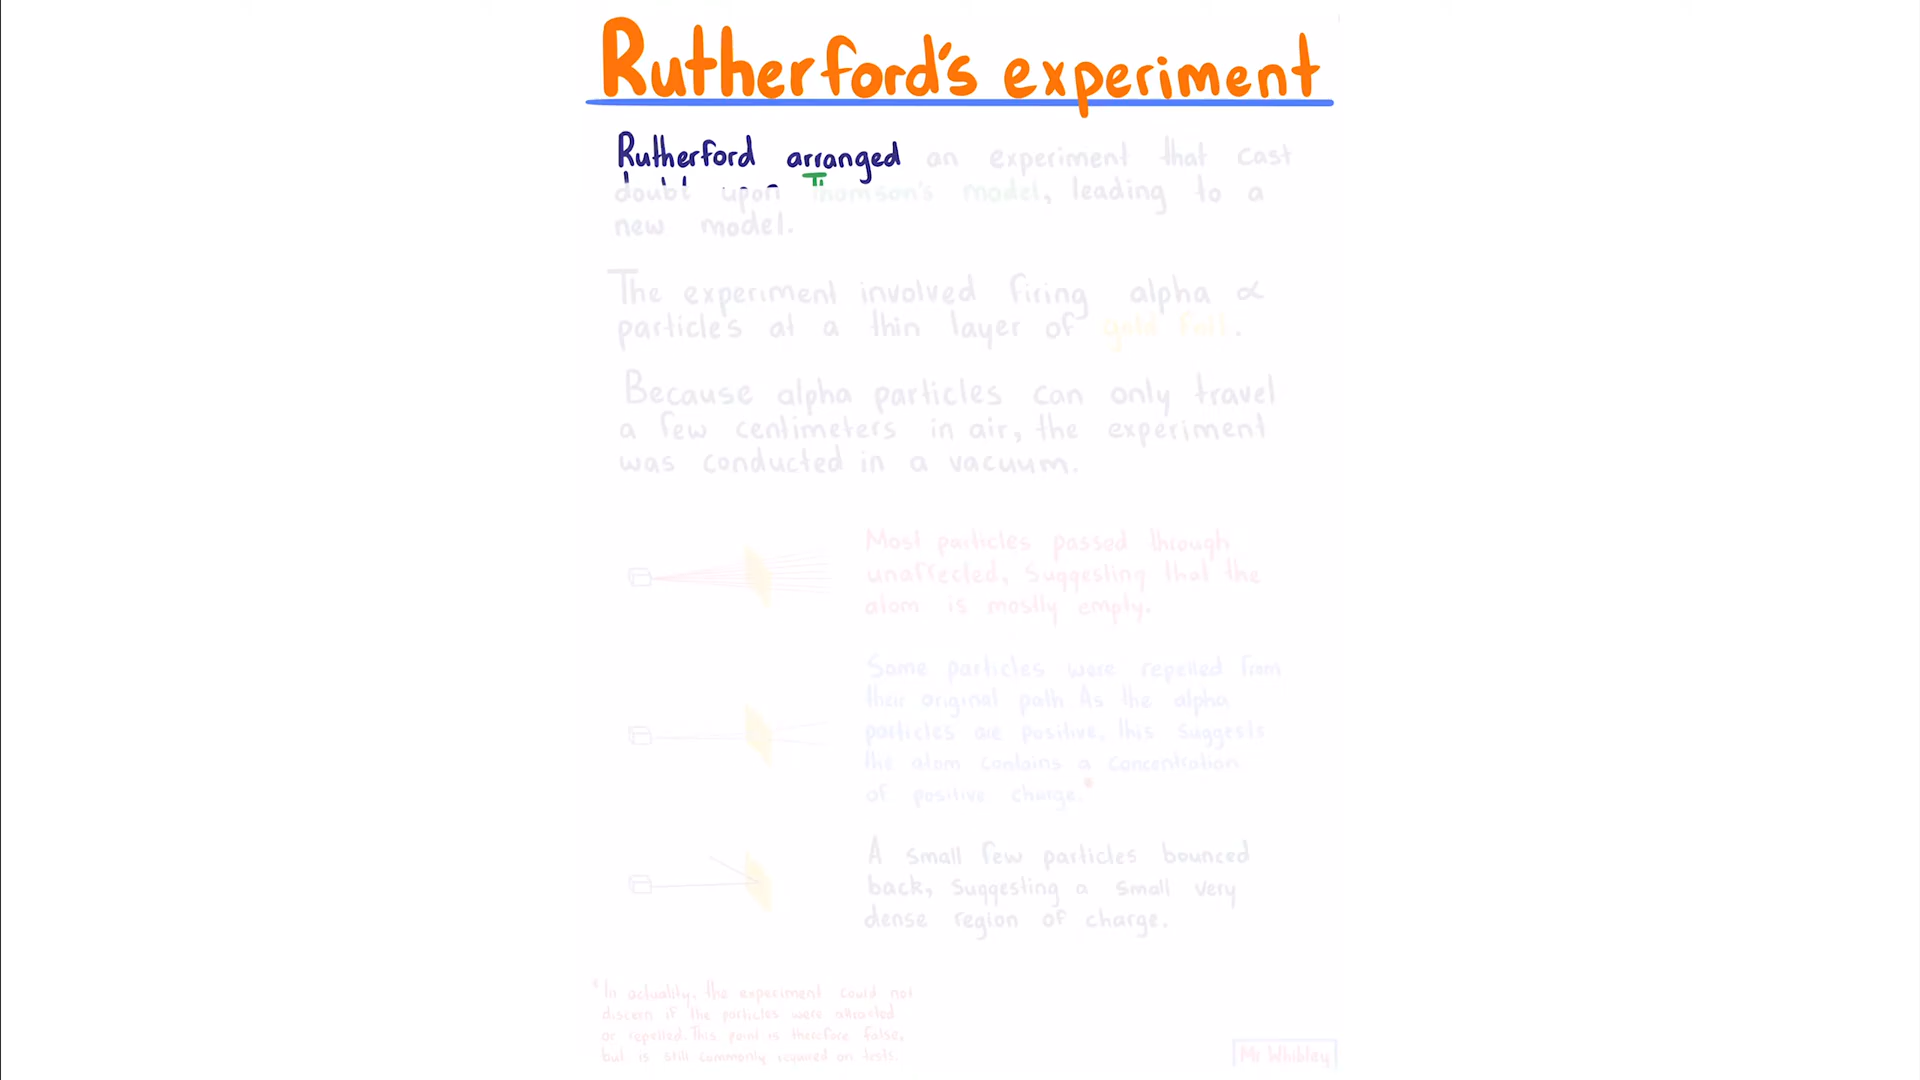 Rutherford's experiment
Rutherford arranged an experiment that cast
doubt upon Thomson's model, leading to a
new model.
The experiment involved firing alpha ∝
particles at a thin layer of gold foil.
Because alpha particles can only travel
a few centimeters in air, the experiment
was conducted in a vacuum.
Most particles passed through
unaffected, suggesting that the
atom is mostly empty.
Some particles were repelled from
their original path As the alpha
particles are positive, this suggests
the atom contains a concentration
of positive charge.*
A small few particles bounced
back, suggesting a small very
dense region of charge.
* In actuality, the experiment could not
discern if the particles were attracted
or repelled. This point is therefore false,
but is still commonly required on tests.
Mr Whibley